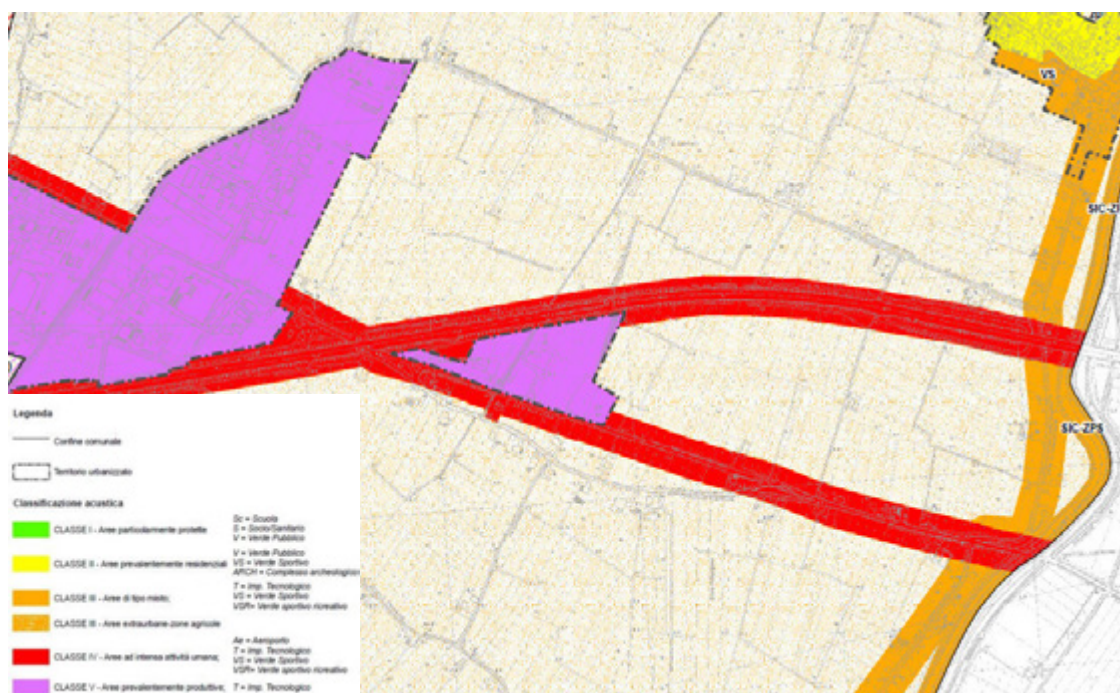 VS
SIC-ZP
SIC-ZPS
Legenda
Confine comunale
Territorio urbanizzato
Classificazione acustica
CLASSE I - Aree particolarmente protette
Sc = Scuola
S = Socio/Sanitario
V = Verde Pubblico
CLASSE II - Aree prevalentemente residenziali
V = Verde Pubblico
VS = Verde Sportivo
ARCH = Complesso archeologico
CLASSE III - Aree di tipo misto;
T = Imp. Tecnologico
VS = Verde Sportivo
VSR= Verde sportivo ricreativo
CLASSE III - Aree extraurbane-zone agricole
CLASSE IV - Aree ad intensa attività umana;
Ae = Aeroporto
T = Imp. Tecnologico
VS = Verde Sportivo
VSR= Verde sportivo ricreativo
CLASSE V - Aree prevalentemente produttive;
T = Imp. Tecnologico